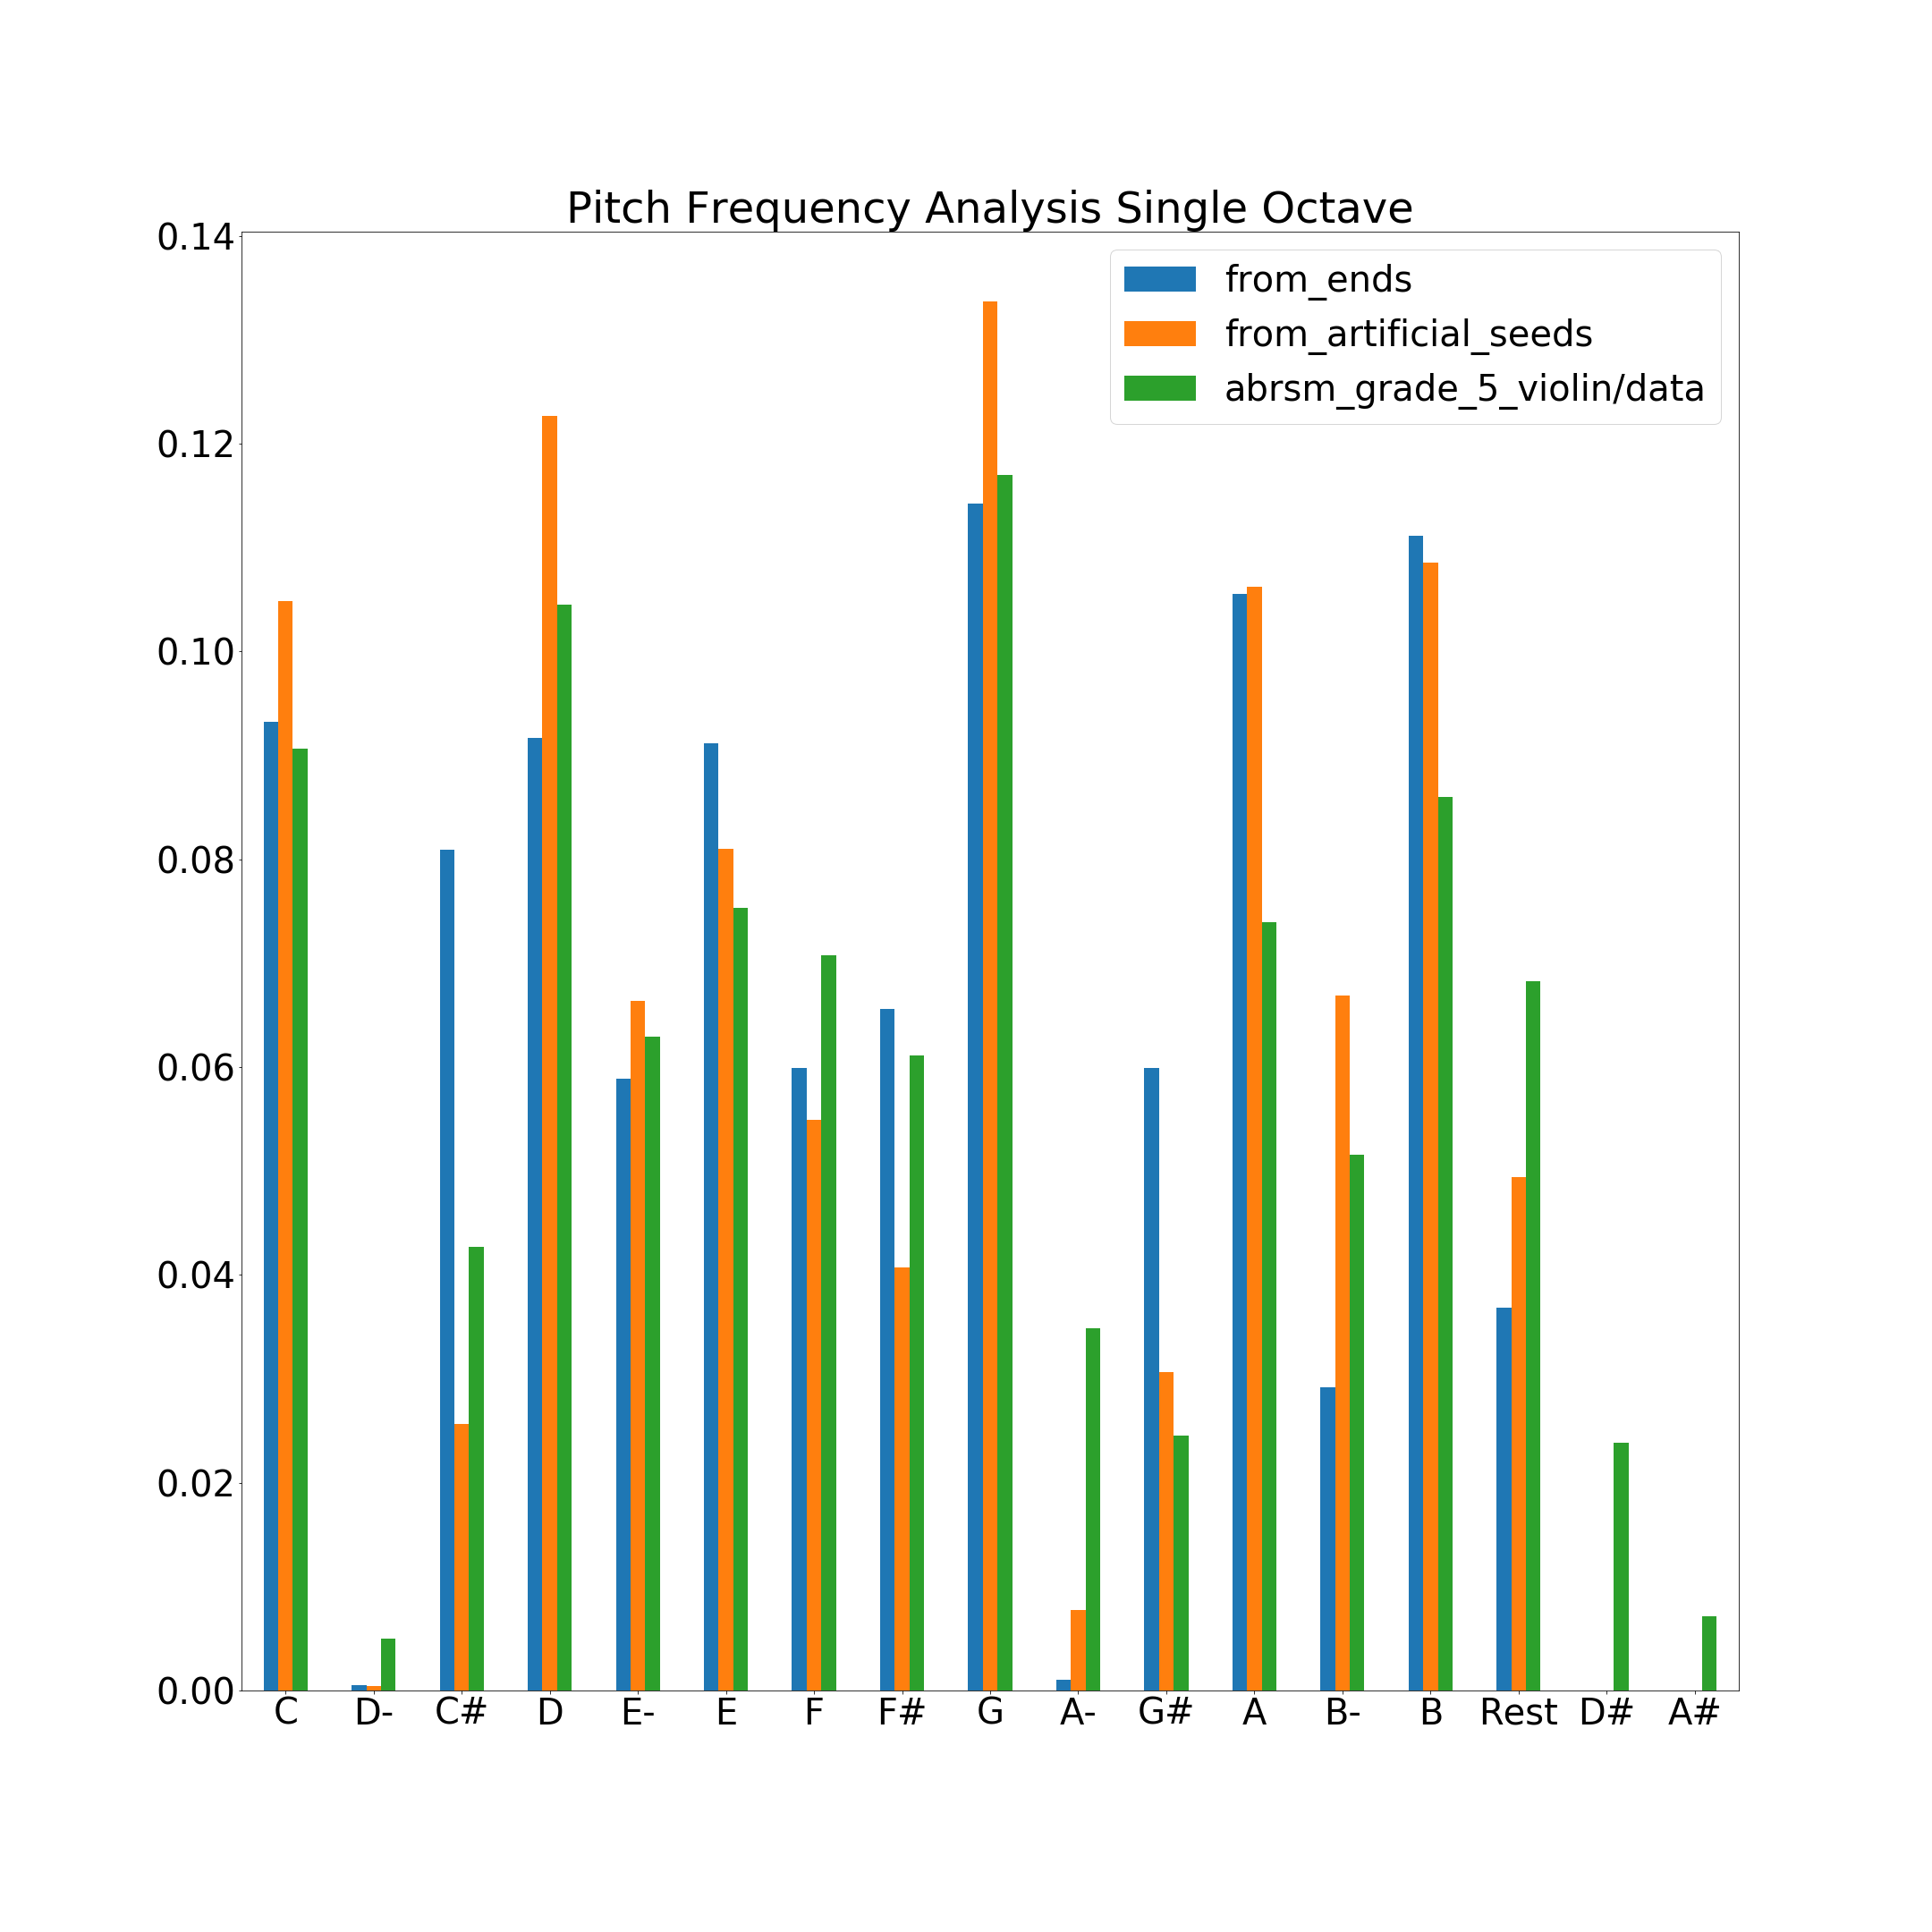 Pitch Frequency Analysis Single Octave
0.14
0.12
0.10
0.08
0.06
0.04
0.02
0.00
from_ends
from_artificial_seeds
abrsm_grade_5_violin/data
C D- C# D E- E F F# G A- G# A B- B Rest D# A#